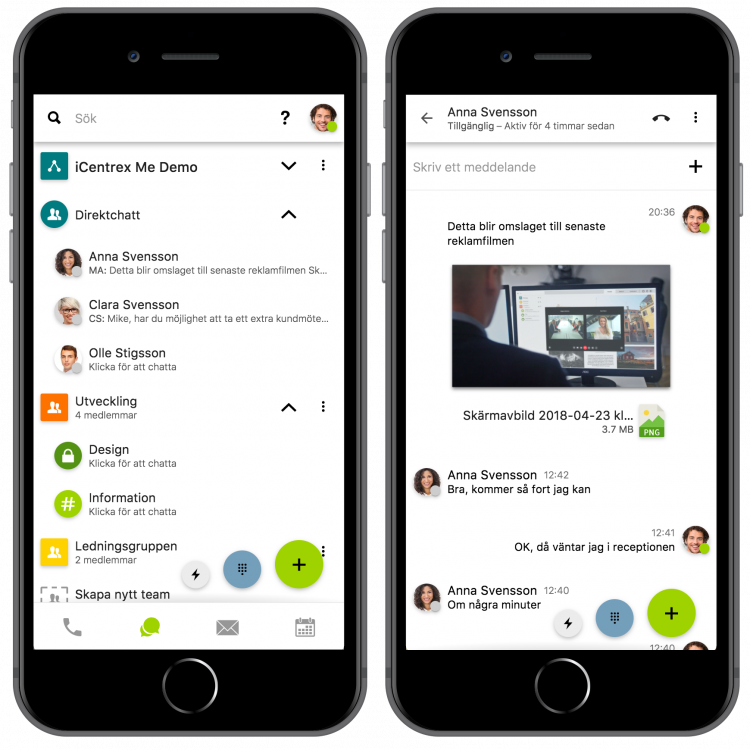 Sök
?
iCentrex Me Demo
Direktchatt
Anna Svensson
MA: Detta blir omslaget till senaste reklamfilmen Sk...
Clara Svensson
CS: Mike, har du möjlighet att ta ett extra kundmöte...
Olle Stigsson
Klicka för att chatta
Utveckling
4 medlemmar
Design
Klicka för att chatta
#
Information
Klicka för att chatta
Ledningsgruppen
2 medlemmar
Skapa nytt team
Anna Svensson
Tillgänglig – Aktiv för 4 timmar sedan
Skriv ett meddelande
20:36
Detta blir omslaget till senaste
reklamfilmen
Skärmavbild 2018-04-23 kl...
3.7 MB
PNG
Anna Svensson 12:42
Bra, kommer så fort jag kan
12:41
OK, då väntar jag i receptionen
Anna Svensson 12:40
Om några minuter
12:40